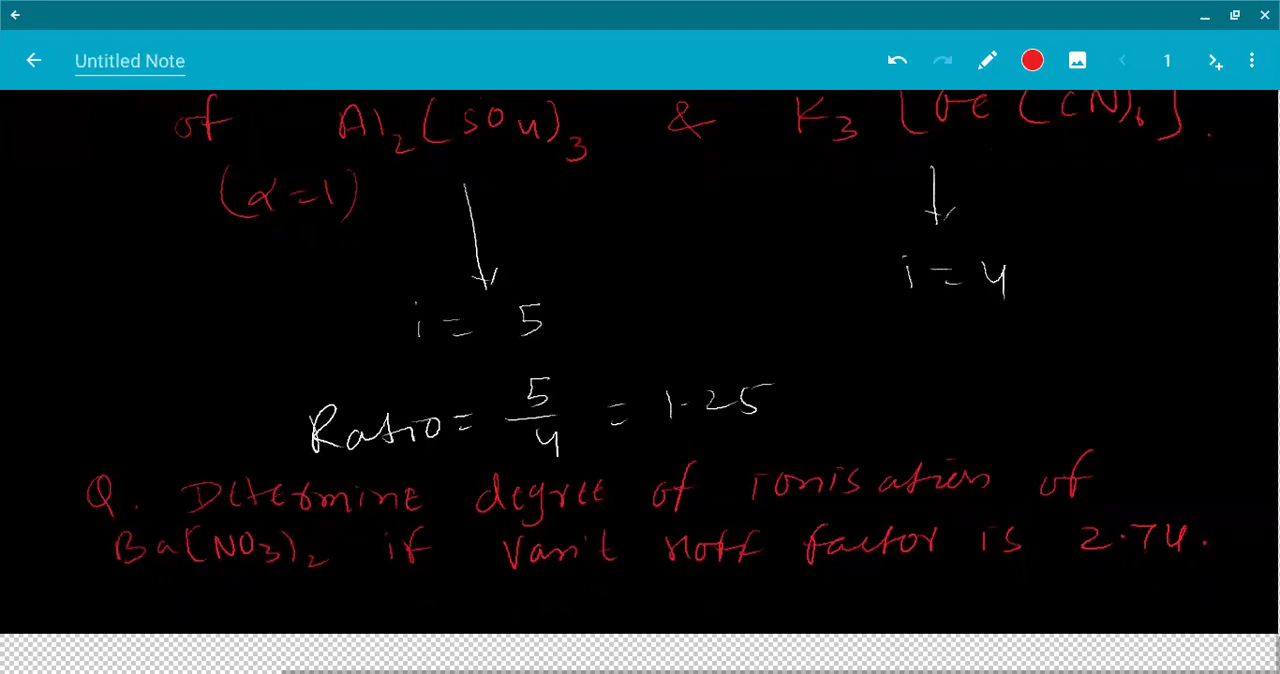 Untitled Note
1
of Al2(SO4)3 & K3[Fe(CN)6].
(α=1)
i = 4
i = 5
Ratio = 5/4 = 1.25
Q. Determine degree of ionisation of
Ba(NO3)2 if van't Hoff factor is 2.74.